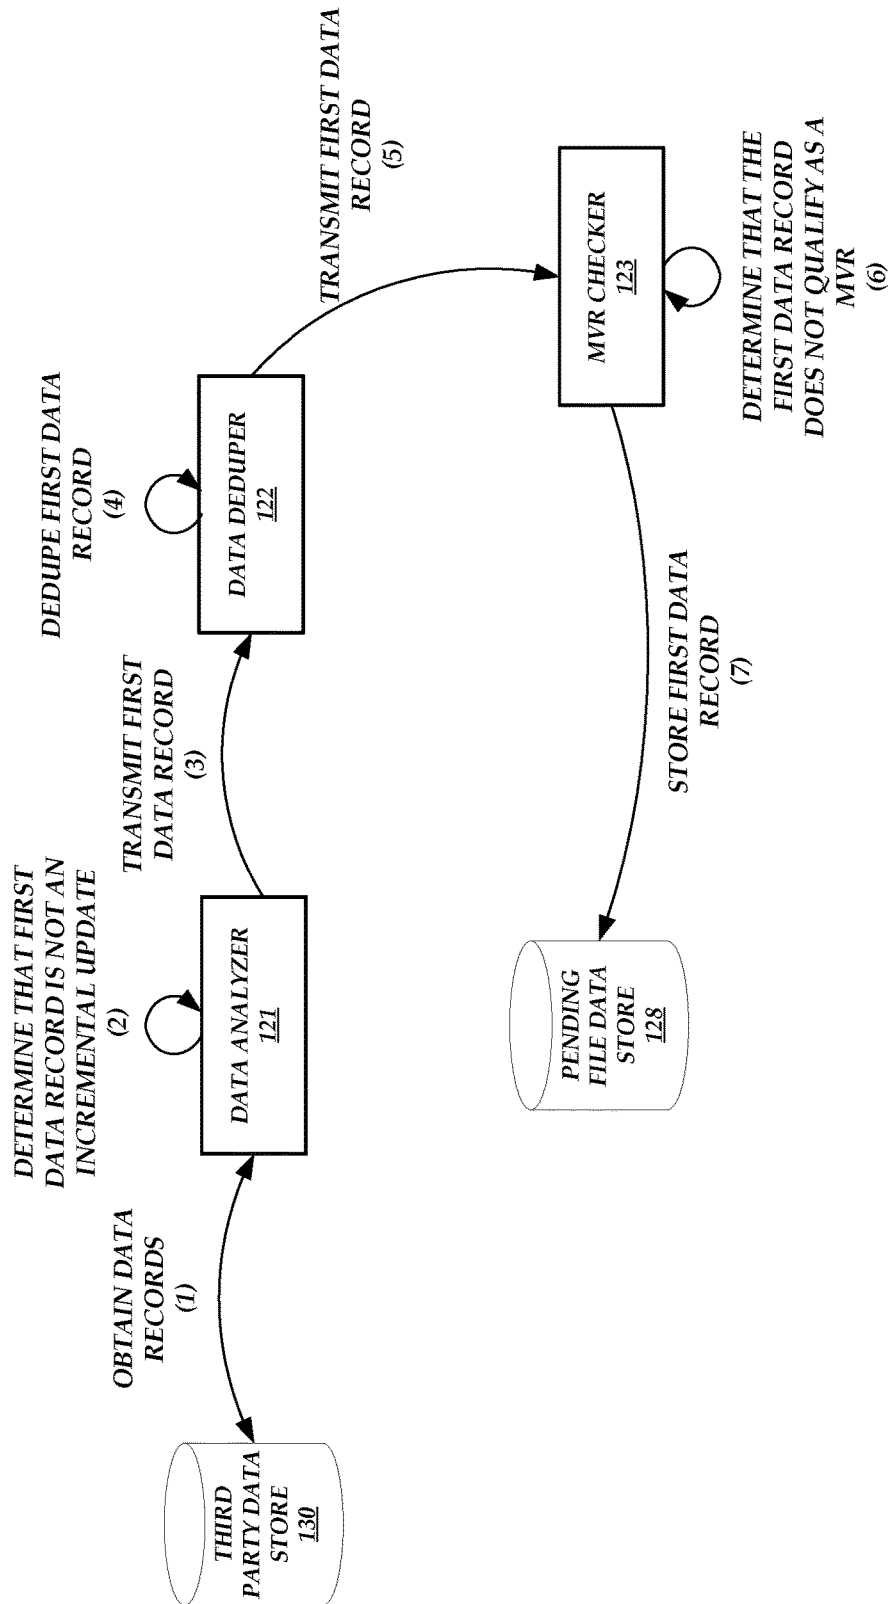 OBTAIN DATA
RECORDS
(1)
DETERMINE THAT FIRST
DATA RECORD IS NOT AN
INCREMENTAL UPDATE
(2)
TRANSMIT FIRST
DATA RECORD
(3)
DEDUPE FIRST DATA
RECORD
(4)
TRANSMIT FIRST DATA
RECORD
(5)
THIRD
PARTY DATA
STORE
130
DATA ANALYZER
121
DATA DEDUPER
122
MVR CHECKER
123
DETERMINE THAT THE
FIRST DATA RECORD
DOES NOT QUALIFY AS A
MVR
(6)
STORE FIRST DATA
RECORD
(7)
PENDING
FILE DATA
STORE
128